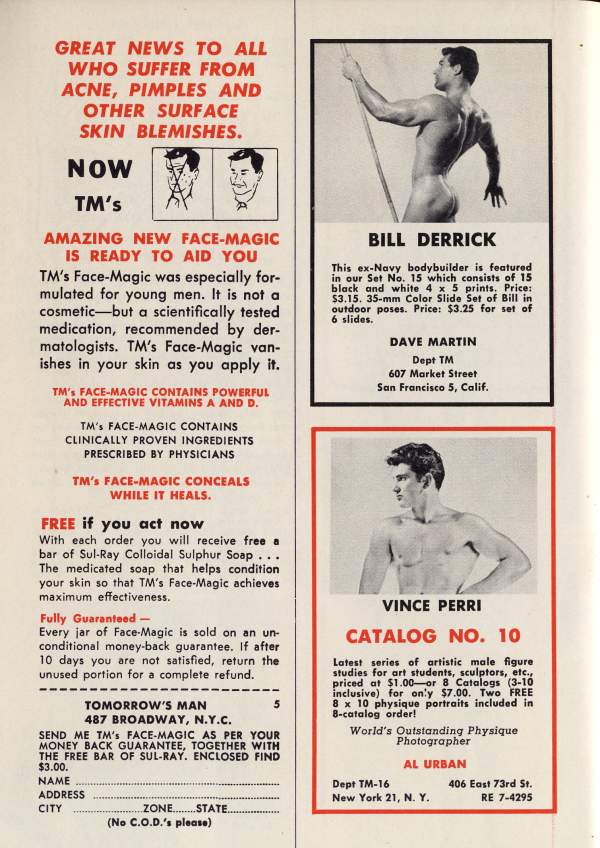 GREAT NEWS TO ALL
WHO SUFFER FROM
ACNE, PIMPLES AND
OTHER SURFACE
SKIN BLEMISHES.
NOW
TM's
AMAZING NEW FACE-MAGIC
IS READY TO AID YOU
TM's Face-Magic was especially for-
mulated for young men. It is not a
cosmetic—but a scientifically tested
medication, recommended by der-
matologists. TM's Face-Magic van-
ishes in your skin as you apply it.
TM's FACE-MAGIC CONTAINS POWERFUL
AND EFFECTIVE VITAMINS A AND D.
TM's FACE-MAGIC CONTAINS
CLINICALLY PROVEN INGREDIENTS
PRESCRIBED BY PHYSICIANS
TM's FACE-MAGIC CONCEALS
WHILE IT HEALS.
FREE if you act now
With each order you will receive free a
bar of Sul-Ray Colloidal Sulphur Soap . . .
The medicated soap that helps condition
your skin so that TM's Face-Magic achieves
maximum effectiveness.
Fully Guaranteed —
Every jar of Face-Magic is sold on an un-
conditional money-back guarantee. If after
10 days you are not satisfied, return the
unused portion for a complete refund.
TOMORROW'S MAN 5
487 BROADWAY, N.Y.C.
SEND ME TM's FACE-MAGIC AS PER YOUR
MONEY BACK GUARANTEE, TOGETHER WITH
THE FREE BAR OF SUL-RAY. ENCLOSED FIND
$3.00.
NAME
ADDRESS
CITY ZONE STATE
(No C.O.D.'s please)
BILL DERRICK
This ex-Navy bodybuilder is featured
in our Set No. 15 which consists of 15
black and white 4 x 5 prints. Price:
$3.15. 35-mm Color Slide Set of Bill in
outdoor poses. Price: $3.25 for set of
6 slides.
DAVE MARTIN
Dept TM
607 Market Street
San Francisco 5, Calif.
VINCE PERRI
CATALOG NO. 10
Latest series of artistic male figure
studies for art students, sculptors, etc.,
priced at $1.00—or 8 Catalogs (3-10
inclusive) for only $7.00. Two FREE
8 x 10 physique portraits included in
8-catalog order!
World's Outstanding Physique
Photographer
AL URBAN
Dept TM-16 406 East 73rd St.
New York 21, N. Y. RE 7-4295